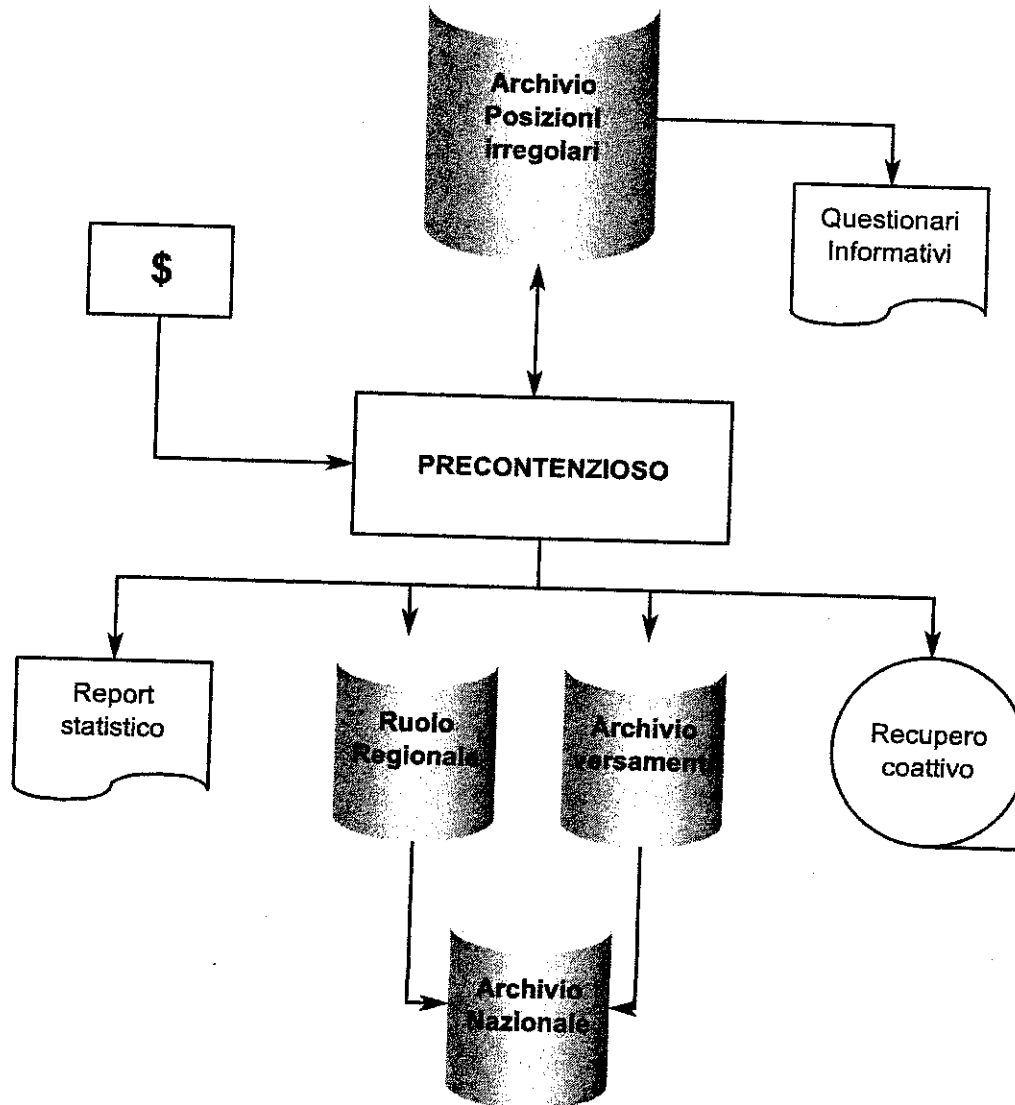 Archivio
Posizioni
irregolari
Questionari
Informativi
$
PRECONTENZIOSO
Report
statistico
Ruolo
Regionale
Archivio
versamenti
Recupero
coattivo
Archivio
Nazionale